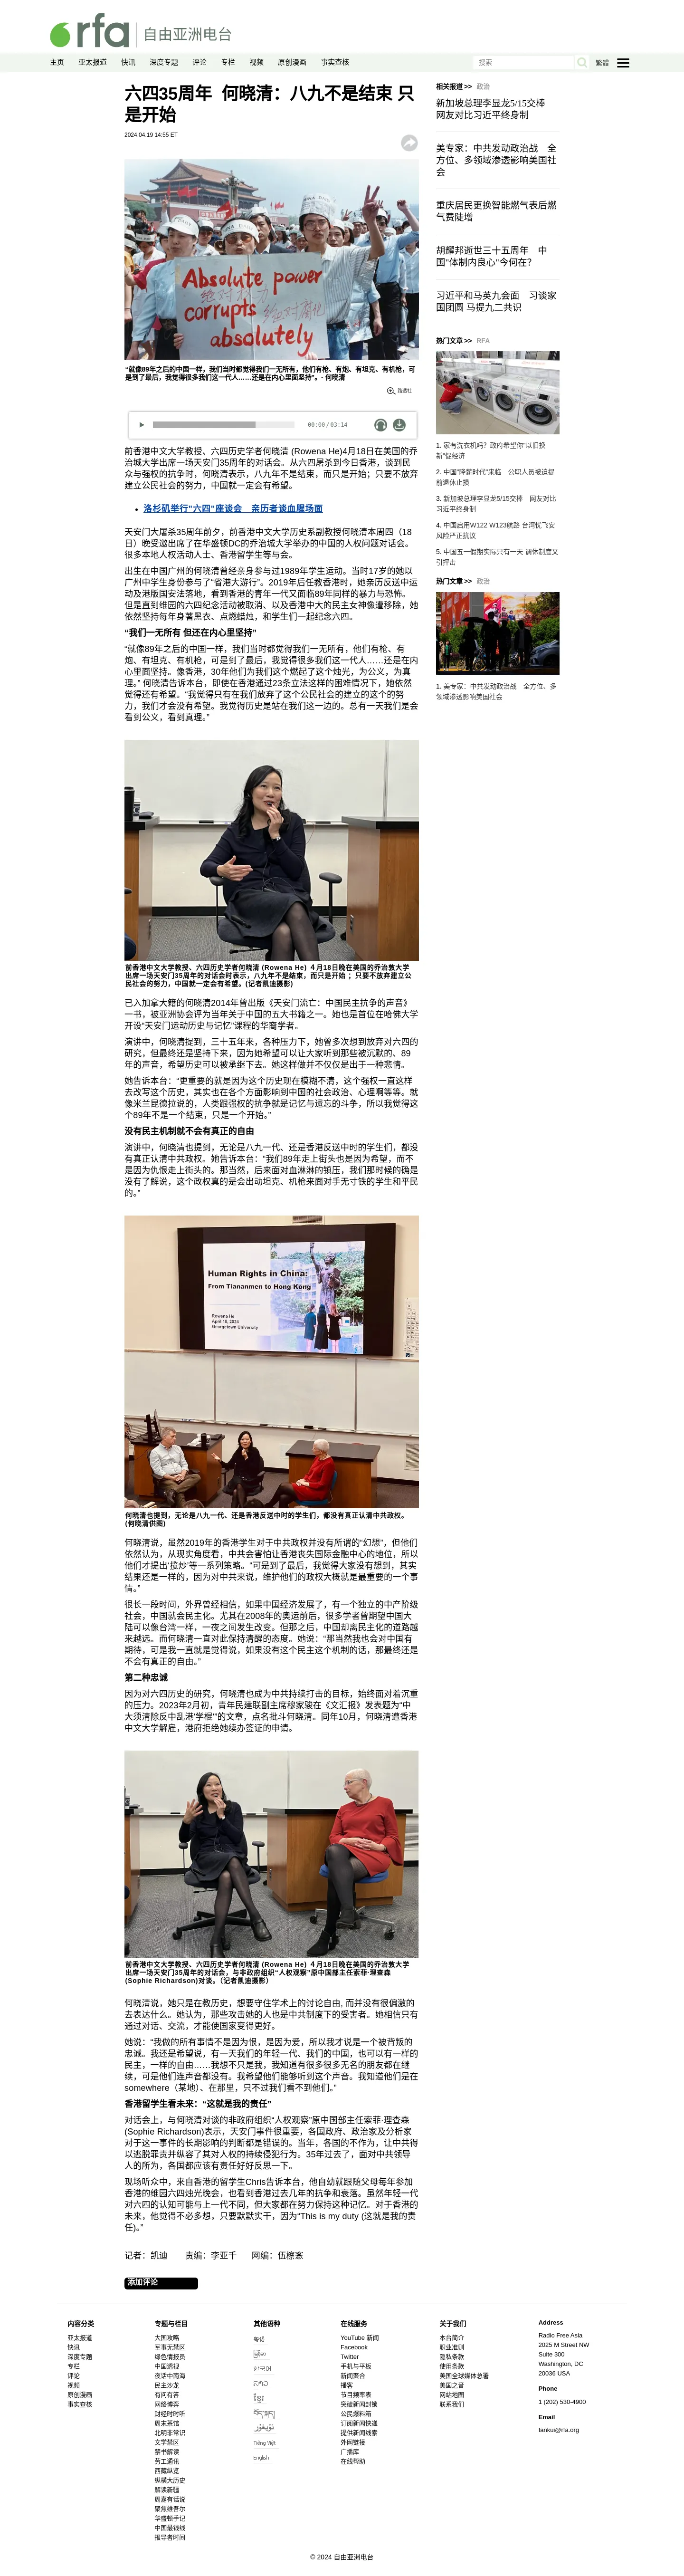 rfa 自由亚洲电台
主页 亚太报道 快讯 深度专题 评论 专栏 视频 原创漫画 事实查核 搜索 繁體
六四35周年  何晓清：八九不是结束 只
是开始
2024.04.19 14:55 ET
Absolute power
corrupts
absolutely
绝对权力 绝对腐化
“就像89年之后的中国一样，我们当时都觉得我们一无所有，他们有枪、有炮、有坦克、有机枪，可
是到了最后，我觉得很多我们这一代人……还是在内心里面坚持”。- 何晓清
路透社
00:00 / 03:14
前香港中文大学教授、六四历史学者何晓清 (Rowena He)4月18日在美国的乔
治城大学出席一场天安门35周年的对话会。从六四屠杀到今日香港，谈到民
众与强权的抗争时，何晓清表示，八九年不是结束，而只是开始；只要不放弃
建立公民社会的努力，中国就一定会有希望。
洛杉矶举行“六四”座谈会　亲历者谈血腥场面
天安门大屠杀35周年前夕，前香港中文大学历史系副教授何晓清本周四（18
日）晚受邀出席了在华盛顿DC的乔治城大学举办的中国的人权问题对话会。
很多本地人权活动人士、香港留学生等与会。
出生在中国广州的何晓清曾经亲身参与过1989年学生运动。当时17岁的她以
广州中学生身份参与了“省港大游行”。2019年后任教香港时，她亲历反送中运
动及港版国安法落地，看到香港的青年一代又面临89年同样的暴力与恐怖。
但是直到维园的六四纪念活动被取消、以及香港中大的民主女神像遭移除，她
依然坚持每年身著黑衣、点燃蜡烛，和学生们一起纪念六四。
“我们一无所有 但还在内心里坚持”
“就像89年之后的中国一样，我们当时都觉得我们一无所有，他们有枪、有
炮、有坦克、有机枪，可是到了最后，我觉得很多我们这一代人……还是在内
心里面坚持。像香港，30年他们为我们这个燃起了这个烛光，为公义，为真
理。” 何晓清告诉本台，即使在香港通过23条立法这样的困难情况下，她依然
觉得还有希望。“我觉得只有在我们放弃了这个公民社会的建立的这个的努
力，我们才会没有希望。我觉得历史是站在我们这一边的。总有一天我们是会
看到公义，看到真理。”
前香港中文大学教授、六四历史学者何晓清 (Rowena He) 4月18日晚在美国的乔治敦大学
出席一场天安门35周年的对话会时表示，八九年不是结束，而只是开始 ；只要不放弃建立公
民社会的努力，中国就一定会有希望。(记者凯迪摄影)
已入加拿大籍的何晓清2014年曾出版《天安门流亡：中国民主抗争的声音》
一书，被亚洲协会评为当年关于中国的五大书籍之一。她也是首位在哈佛大学
开设“天安门运动历史与记忆”课程的华裔学者。
演讲中，何晓清提到，三十五年来，各种压力下，她曾多次想到放弃对六四的
研究，但最终还是坚持下来，因为她希望可以让大家听到那些被沉默的、89
年的声音，希望历史可以被承继下去。她这样做并不仅仅是出于一种悲情。
她告诉本台：“更重要的就是因为这个历史现在模糊不清，这个强权一直这样
去改写这个历史，其实也在各个方面影响到中国的社会政治、心理啊等等。就
像米兰昆德拉说的，人类跟强权的抗争就是记忆与遗忘的斗争，所以我觉得这
个89年不是一个结束，只是一个开始。”
没有民主机制就不会有真正的自由
演讲中，何晓清也提到，无论是八九一代、还是香港反送中时的学生们，都没
有真正认清中共政权。她告诉本台：“我们89年走上街头也是因为希望，而不
是因为仇恨走上街头的。那当然，后来面对血淋淋的镇压，我们那时候的确是
没有了解说，这个政权真的是会出动坦克、机枪来面对手无寸铁的学生和平民
的。”
Human Rights in China:
From Tiananmen to Hong Kong
Rowena He
April 18, 2024
Georgetown University
何晓清也提到，无论是八九一代、还是香港反送中时的学生们，都没有真正认清中共政权。
(何晓清供图)
何晓清说，虽然2019年的香港学生对于中共政权并没有所谓的“幻想”，但他们
依然认为，从现实角度看，中共会害怕让香港丧失国际金融中心的地位，所以
他们才提出‘揽炒’等一系列策略。“可是到了最后，我觉得大家没有想到，其实
结果还是一样的，因为对中共来说，维护他们的政权大概就是最重要的一个事
情。”
很长一段时间，外界曾经相信，如果中国经济发展了，有一个独立的中产阶级
社会，中国就会民主化。尤其在2008年的奥运前后，很多学者曾期望中国大
陆可以像台湾一样，一夜之间发生改变。但那之后，中国却离民主化的道路越
来越远。而何晓清一直对此保持清醒的态度。她说：“那当然我也会对中国有
期待，可是我一直就是觉得说，如果没有这个民主这个机制的话，那最终还是
不会有真正的自由。”
第二种忠诚
因为对六四历史的研究，何晓清也成为中共持续打击的目标，始终面对着沉重
的压力。2023年2月初，青年民建联副主席穆家骏在《文汇报》发表题为“中
大须清除反中乱港‘学棍’”的文章，点名批斗何晓清。同年10月，何晓清遭香港
中文大学解雇，港府拒绝她续办签证的申请。
前香港中文大学教授、六四历史学者何晓清 (Rowena He) 4月18日晚在美国的乔治敦大学
出席一场天安门35周年的对话会，与非政府组织“人权观察”原中国部主任索菲·理查森
(Sophie Richardson)对谈。（记者凯迪摄影）
何晓清说，她只是在教历史，想要守住学术上的讨论自由, 而并没有很偏激的
去表达什么。她认为，那些攻击她的人也是中共制度下的受害者。她相信只有
通过对话、交流，才能使国家变得更好。
她说：“我做的所有事情不是因为恨，是因为爱，所以我才说是一个被背叛的
忠诚。我还是希望说，有一天我们的年轻一代、我们的中国，也可以有一样的
民主，一样的自由……我想不只是我，我知道有很多很多无名的朋友都在继
续，可是他们连声音都没有。我希望他们能够听到这个声音。我知道他们是在
somewhere（某地）、在那里，只不过我们看不到他们。”
香港留学生看未来：“这就是我的责任”
对话会上，与何晓清对谈的非政府组织“人权观察”原中国部主任索菲·理查森
(Sophie Richardson)表示，天安门事件很重要，各国政府、政治家及分析家
对于这一事件的长期影响的判断都是错误的。当年，各国的不作为，让中共得
以逃脱罪责并纵容了其对人权的持续侵犯行为。35年过去了，面对中共领导
人的所为，各国都应该有责任好好反思一下。
现场听众中，来自香港的留学生Chris告诉本台，他自幼就跟随父母每年参加
香港的维园六四烛光晚会，也看到香港过去几年的抗争和衰落。虽然年轻一代
对六四的认知可能与上一代不同，但大家都在努力保持这种记忆。对于香港的
未来，他觉得不必多想，只要默默实干，因为“This is my duty (这就是我的责
任)。”
记者：凯迪　　责编：李亚千　 网编：伍檫愙
添加评论
相关报道 >> 政治
新加坡总理李显龙5/15交棒
网友对比习近平终身制
美专家：中共发动政治战　全
方位、多领域渗透影响美国社
会
重庆居民更换智能燃气表后燃
气费陡增
胡耀邦逝世三十五周年　中
国“体制内良心”今何在？
习近平和马英九会面　习谈家
国团圆 马提九二共识
热门文章 >> RFA
1. 家有洗衣机吗？政府希望你“以旧换
新”促经济
2. 中国“降薪时代”来临　公职人员被迫提
前退休止损
3. 新加坡总理李显龙5/15交棒　网友对比
习近平终身制
4. 中国启用W122 W123航路 台湾忧飞安
风险严正抗议
5. 中国五一假期实际只有一天 调休制度又
引抨击
热门文章 >> 政治
1. 美专家：中共发动政治战　全方位、多
领域渗透影响美国社会
内容分类
亚太报道
快讯
深度专题
专栏
评论
视频
原创漫画
事实查核
专题与栏目
大国攻略
军事无禁区
绿色情报员
中国透视
夜话中南海
民主沙龙
有问有答
网络博弈
财经时时听
周末茶馆
北明非常识
文学禁区
禁书解读
劳工通讯
西藏纵览
纵横大历史
解读新疆
周嘉有话说
聚焦维吾尔
华盛顿手记
中国最钱线
报导者时间
其他语种
粤语
မြန်မာ
한국어
ລາວ
ខ្មែរ
བོད་སྐད།
ئۇيغۇر
Tiếng Việt
English
在线服务
YouTube 新闻
Facebook
Twitter
手机与平板
新闻聚合
播客
节目频率表
突破新闻封锁
公民爆料箱
订阅新闻快递
提供新闻线索
外网链接
广播库
在线帮助
关于我们
本台简介
职业准则
隐私条款
使用条款
美国全球媒体总署
美国之音
网站地图
联系我们
Address
Radio Free Asia
2025 M Street NW
Suite 300
Washington, DC
20036 USA
Phone
1 (202) 530-4900
Email
fankui@rfa.org
© 2024 自由亚洲电台